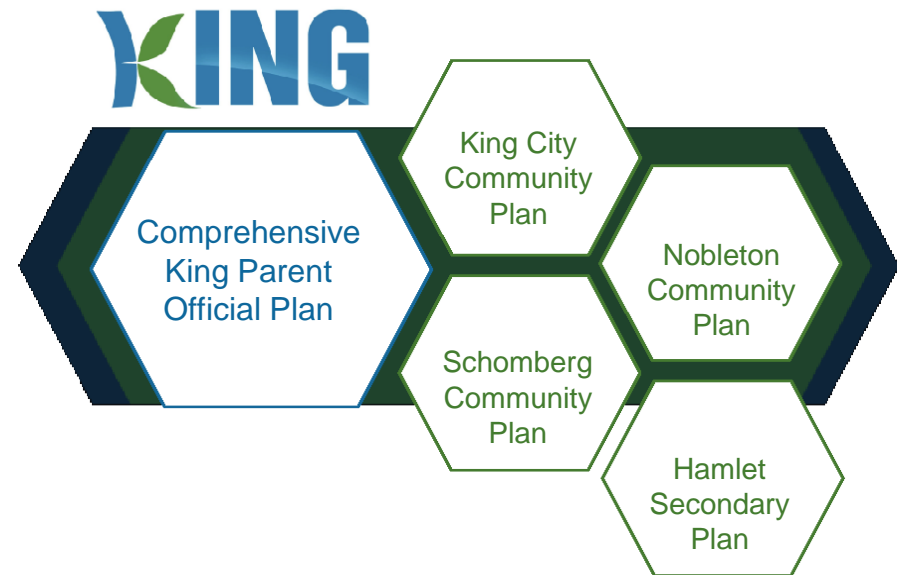 KING
Comprehensive
King Parent
Official Plan
King City
Community
Plan
Nobleton
Community
Plan
Schomberg
Community
Plan
Hamlet
Secondary
Plan